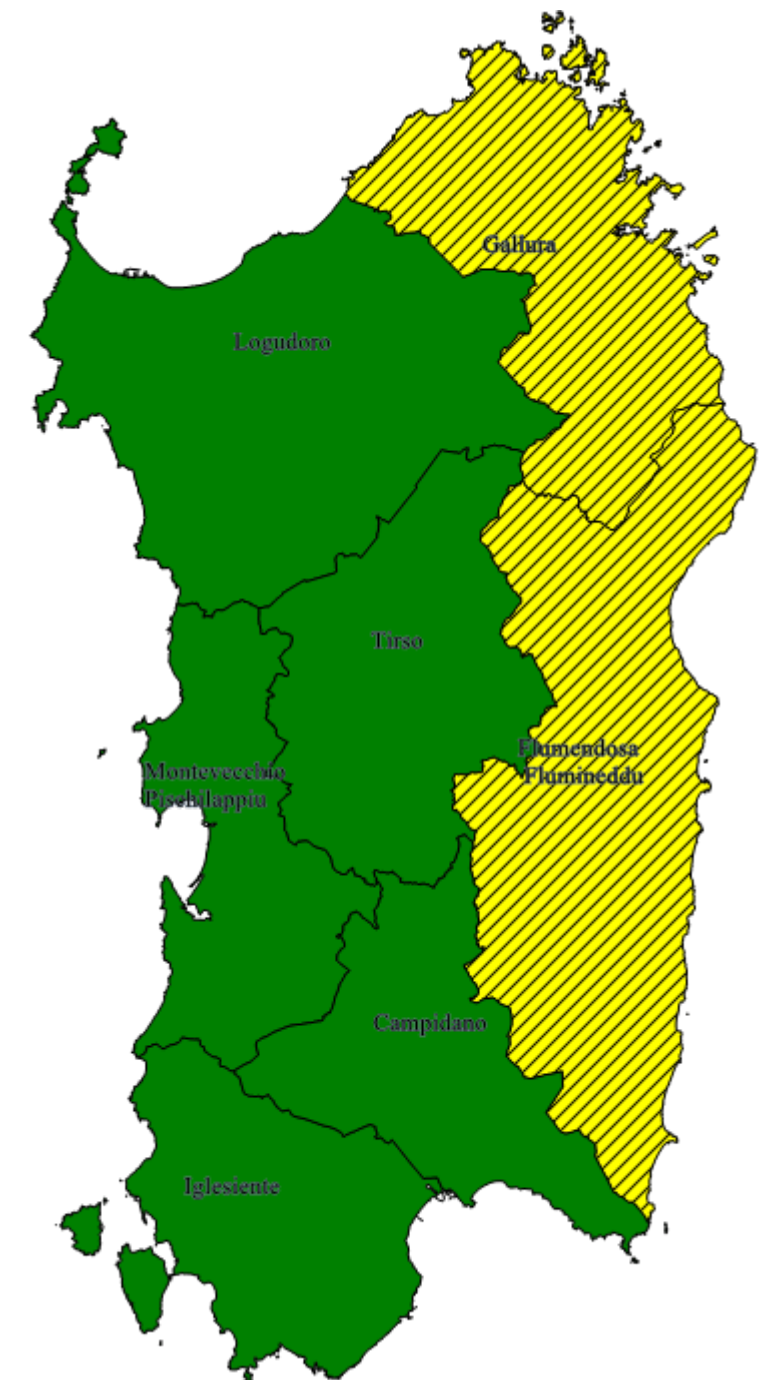 Gallura
Logudoro
Tirso
Flumendosa
Flumineddu
Montevecchio
Pischilappiu
Campidano
Iglesiente